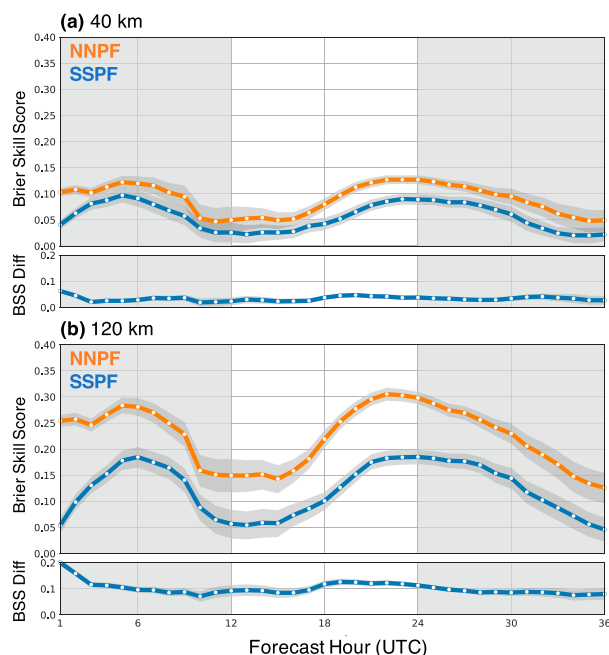 (a) 40 km
0.40
NNPF
0.35
SSPF
0.30
0.25
0.20
0.15
0.10
0.05
0.00
Brier Skill Score
0.2
0.1
0.0
BSS Diff
(b) 120 km
0.40
NNPF
0.35
SSPF
0.30
0.25
0.20
0.15
0.10
0.05
0.00
Brier Skill Score
0.2
0.1
0.0
BSS Diff
1 6 12 18 24 30 36
Forecast Hour (UTC)